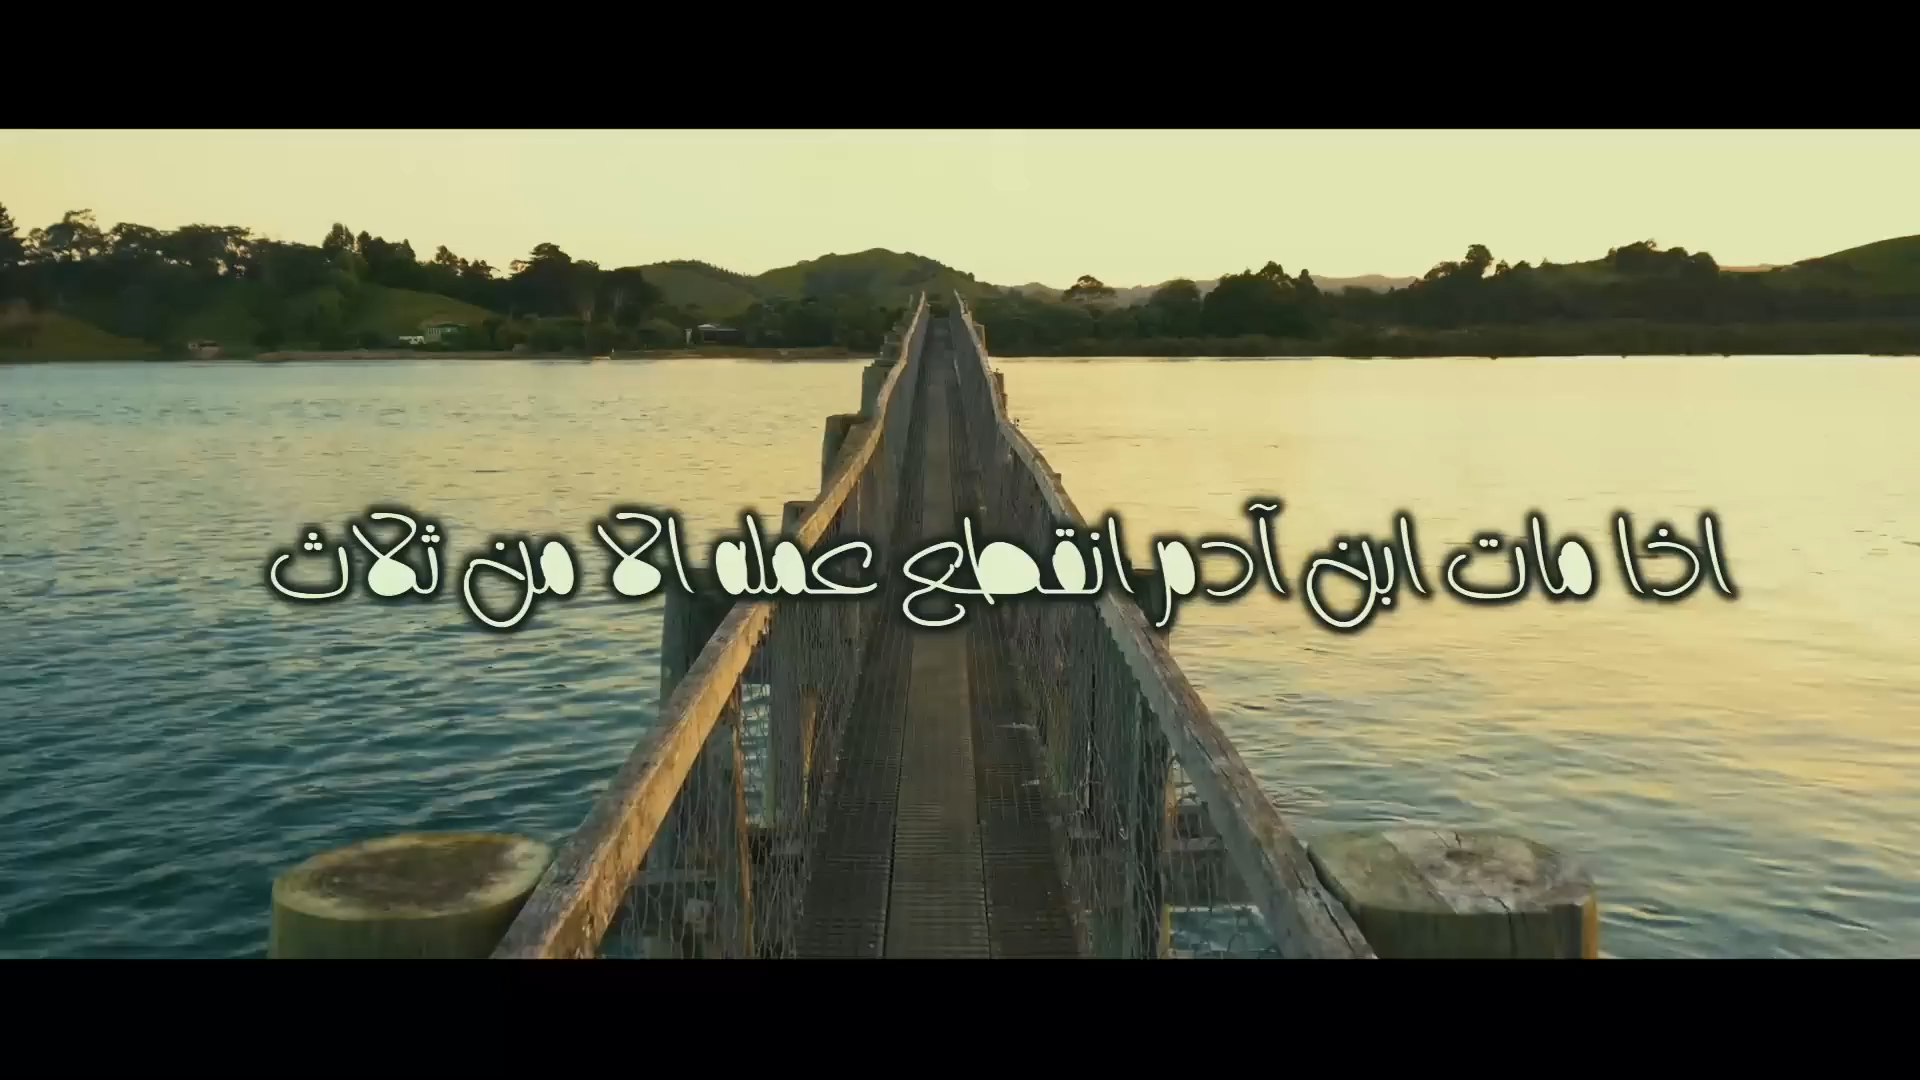 اذا مات ابن آدم انقطع عمله الا من ثلاث